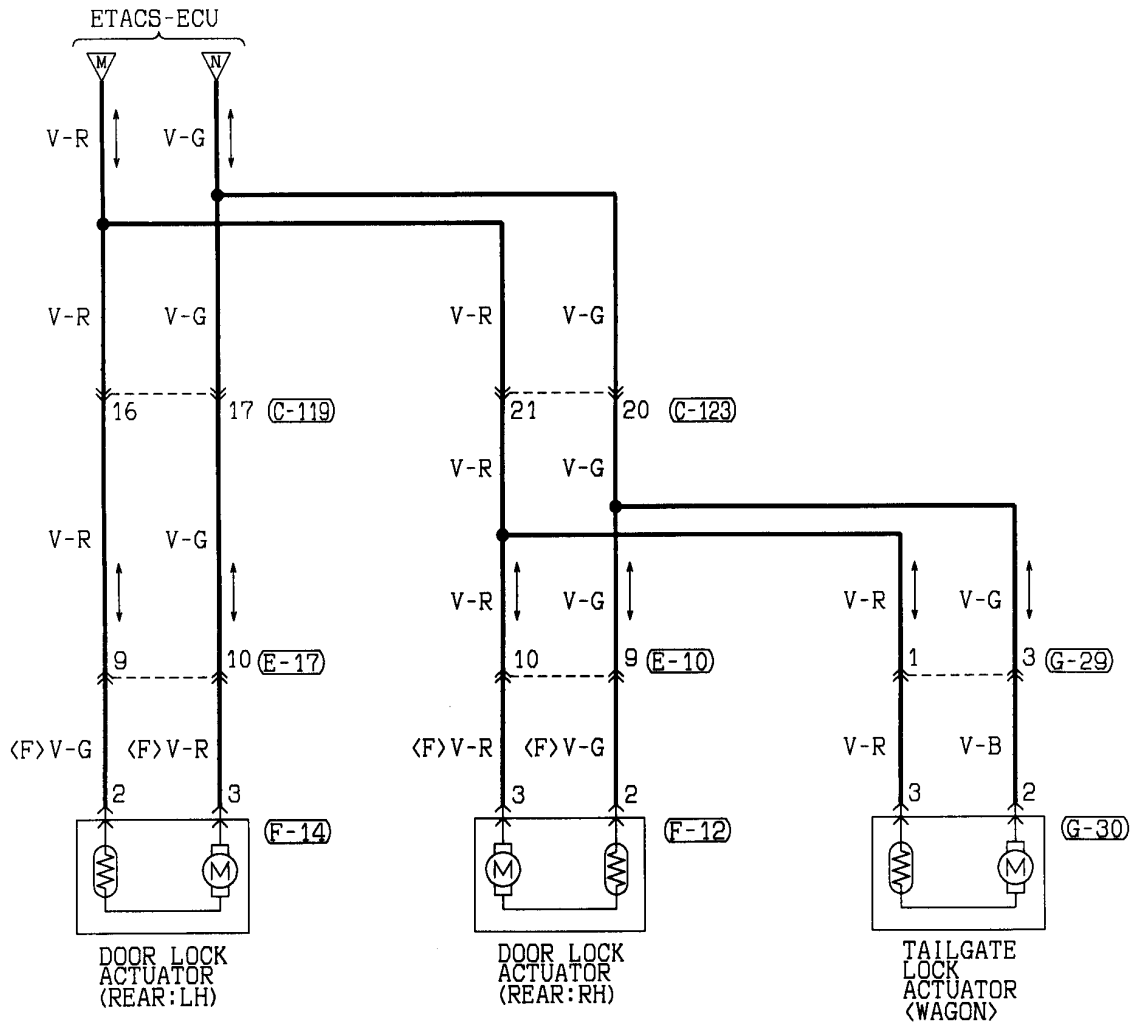 ETACS-ECU
M N
V-R V-G
V-R V-G V-R V-G
16 17 C-119 21 20 C-123
V-R V-G
V-R V-G
V-R V-G V-R V-G
9 10 E-17 10 9 E-10 1 3 G-29
<F>V-G <F>V-R <F>V-R <F>V-G V-R V-B
2 3 3 2 3 2
F-14 F-12 G-30
M M M
DOOR LOCK
ACTUATOR
(REAR:LH)
DOOR LOCK
ACTUATOR
(REAR:RH)
TAILGATE
LOCK
ACTUATOR
<WAGON>